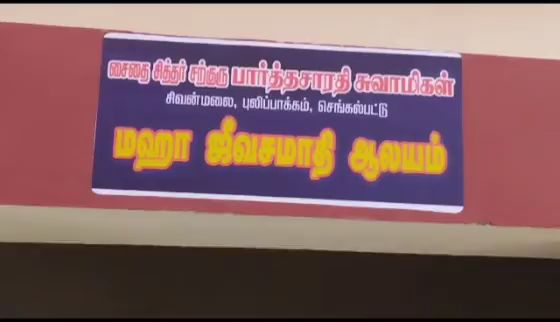 சைதை சித்தர் சற்குரு பார்த்தசாரதி சுவாமிகள்
சிவன்மலை, புலிப்பாக்கம், செங்கல்பட்டு
மஹா ஜீவசமாதி ஆலயம்